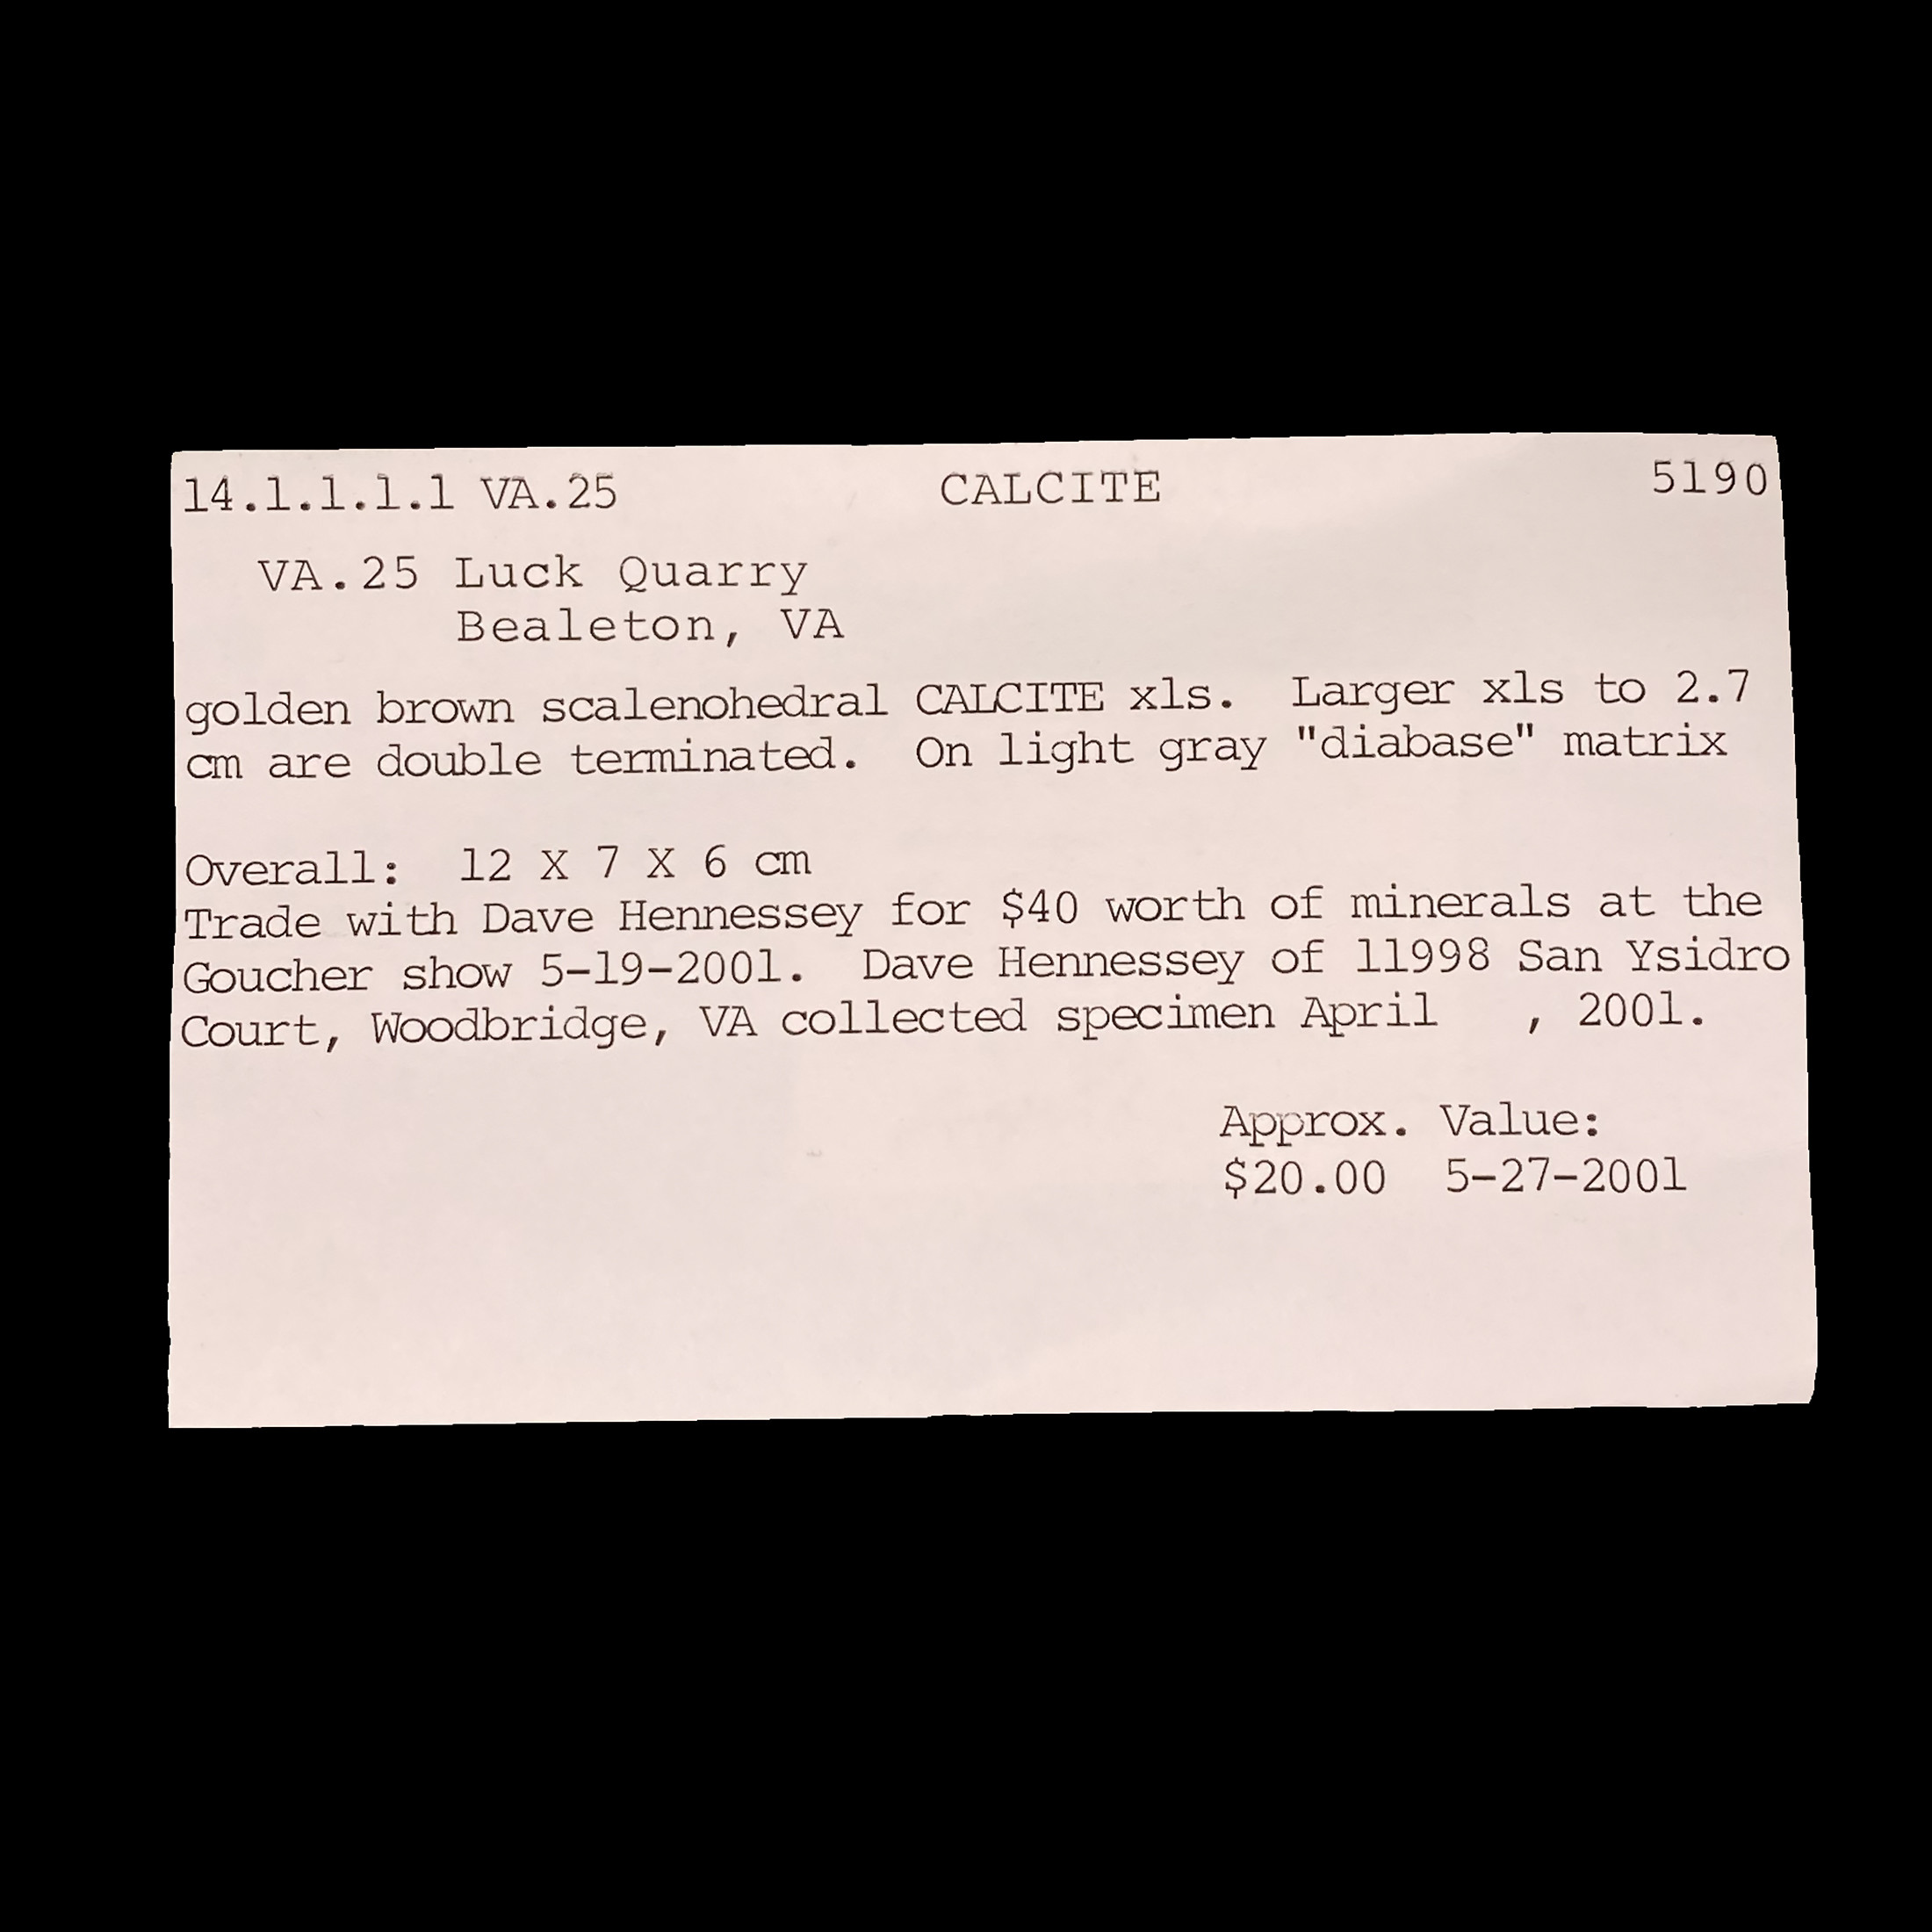 14.1.1.1.1 VA.25 CALCITE 5190
VA.25 Luck Quarry
Bealeton, VA
golden brown scalenohedral CALCITE xls. Larger xls to 2.7
cm are double terminated. On light gray "diabase" matrix
Overall: 12 X 7 X 6 cm
Trade with Dave Hennessey for $40 worth of minerals at the
Goucher show 5-19-2001. Dave Hennessey of 11998 San Ysidro
Court, Woodbridge, VA collected specimen April , 2001.
Approx. Value:
$20.00 5-27-2001